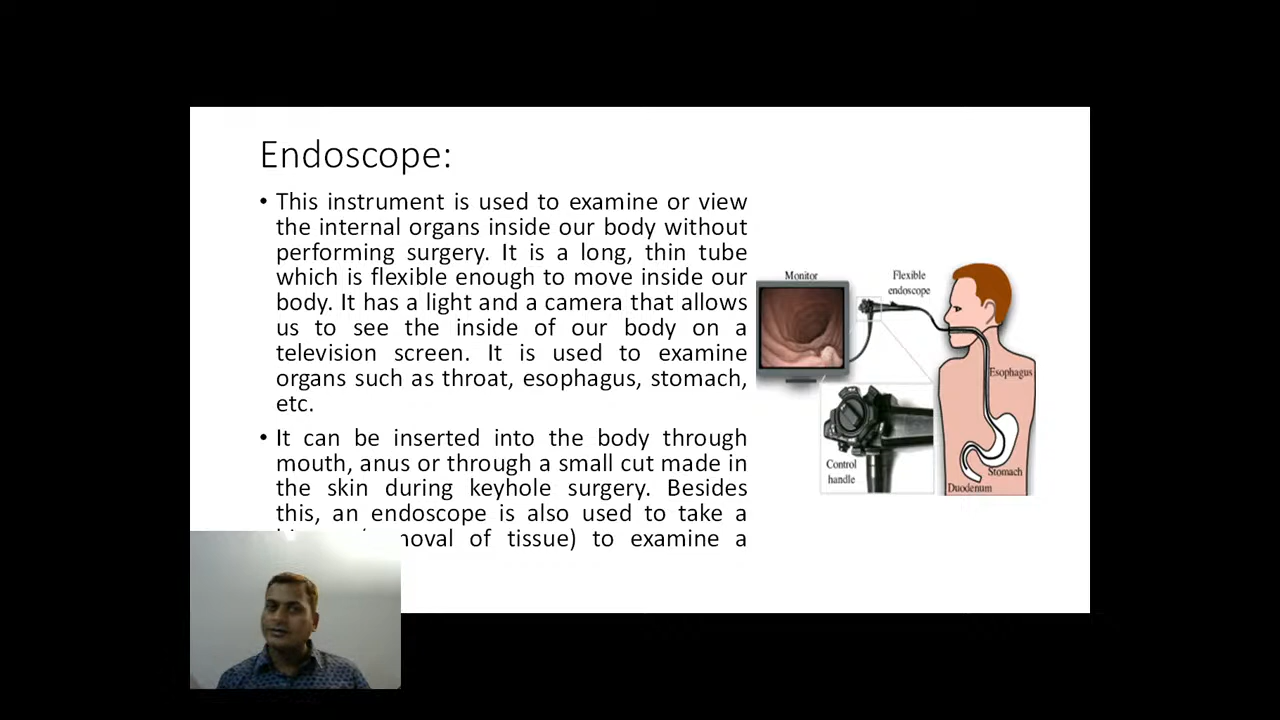 Endoscope:
• This instrument is used to examine or view
the internal organs inside our body without
performing surgery. It is a long, thin tube
which is flexible enough to move inside our
body. It has a light and a camera that allows
us to see the inside of our body on a
television screen. It is used to examine
organs such as throat, esophagus, stomach,
etc.
• It can be inserted into the body through
mouth, anus or through a small cut made in
the skin during keyhole surgery. Besides
this, an endoscope is also used to take a
of tissue) to examine a
Monitor
Flexible
endoscope
Esophagus
Control
handle
Stomach
Duodenum